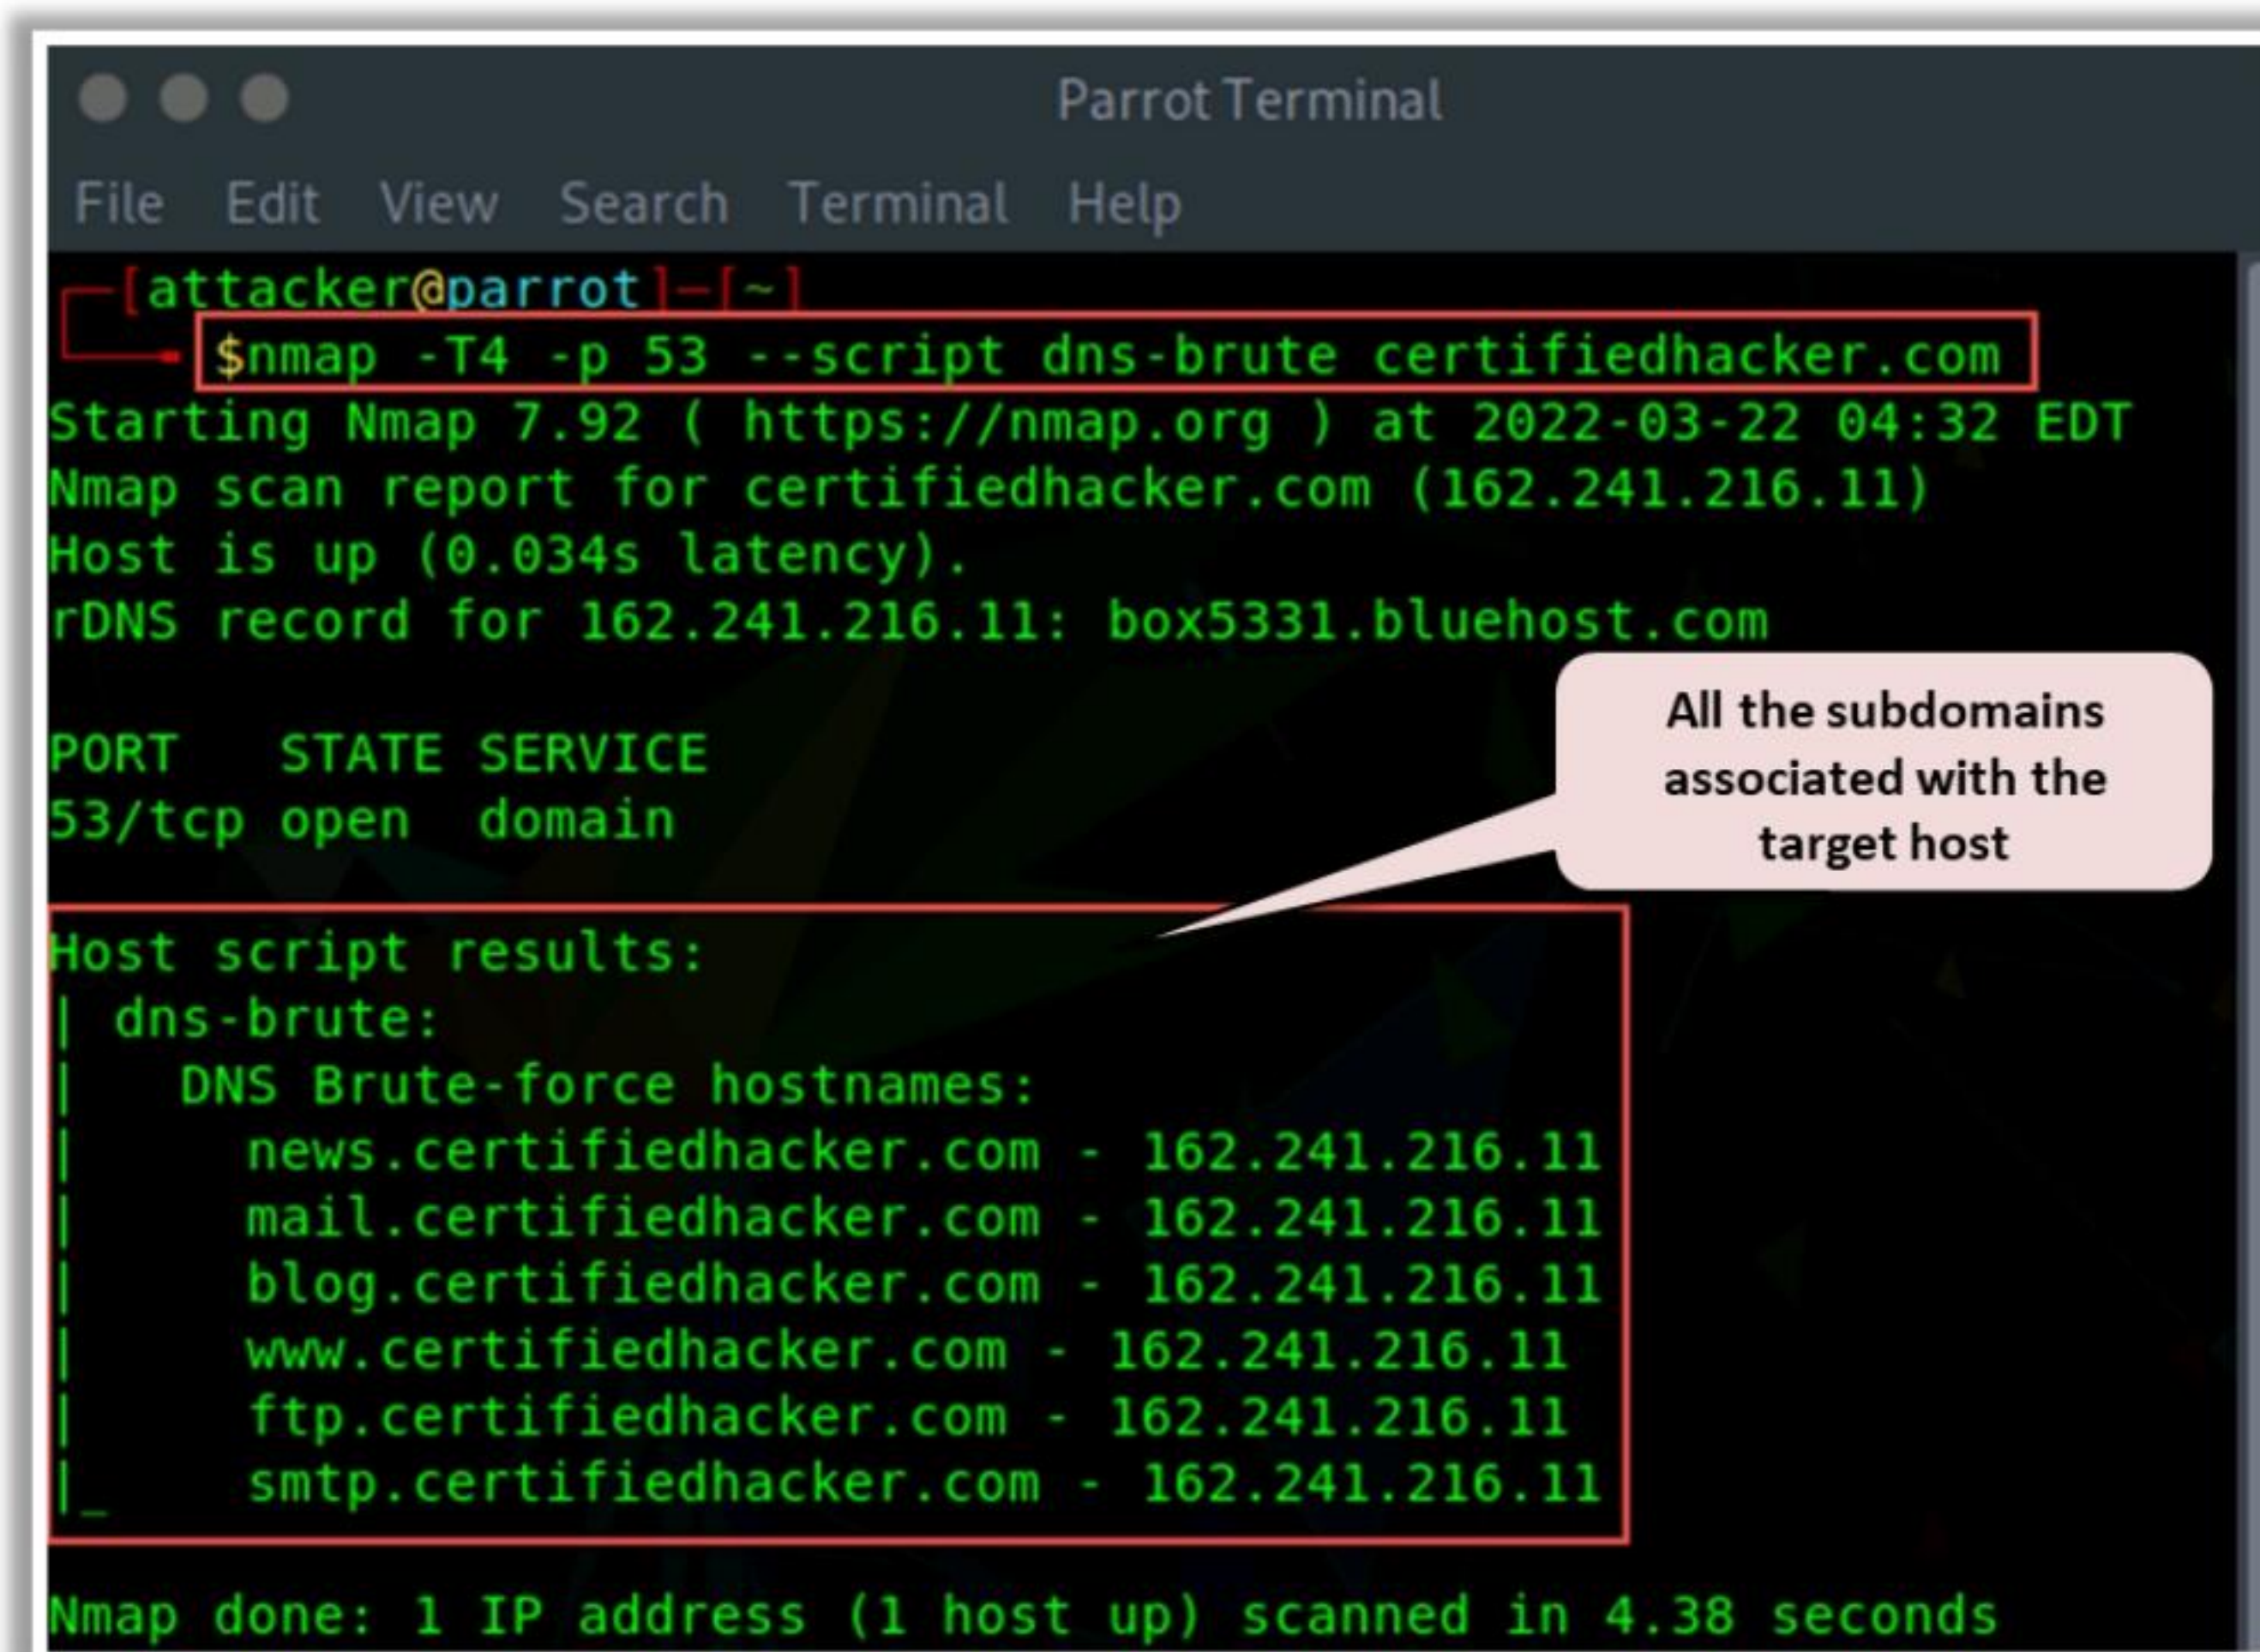 Parrot Terminal
File Edit View Search Terminal Help
[attacker@parrot]─[~]
$nmap -T4 -p 53 --script dns-brute certifiedhacker.com
Starting Nmap 7.92 ( https://nmap.org ) at 2022-03-22 04:32 EDT
Nmap scan report for certifiedhacker.com (162.241.216.11)
Host is up (0.034s latency).
rDNS record for 162.241.216.11: box5331.bluehost.com
All the subdomains
associated with the
target host
PORT   STATE SERVICE
53/tcp open  domain
Host script results:
| dns-brute:
|   DNS Brute-force hostnames:
|     news.certifiedhacker.com - 162.241.216.11
|     mail.certifiedhacker.com - 162.241.216.11
|     blog.certifiedhacker.com - 162.241.216.11
|     www.certifiedhacker.com - 162.241.216.11
|     ftp.certifiedhacker.com - 162.241.216.11
|_    smtp.certifiedhacker.com - 162.241.216.11
Nmap done: 1 IP address (1 host up) scanned in 4.38 seconds